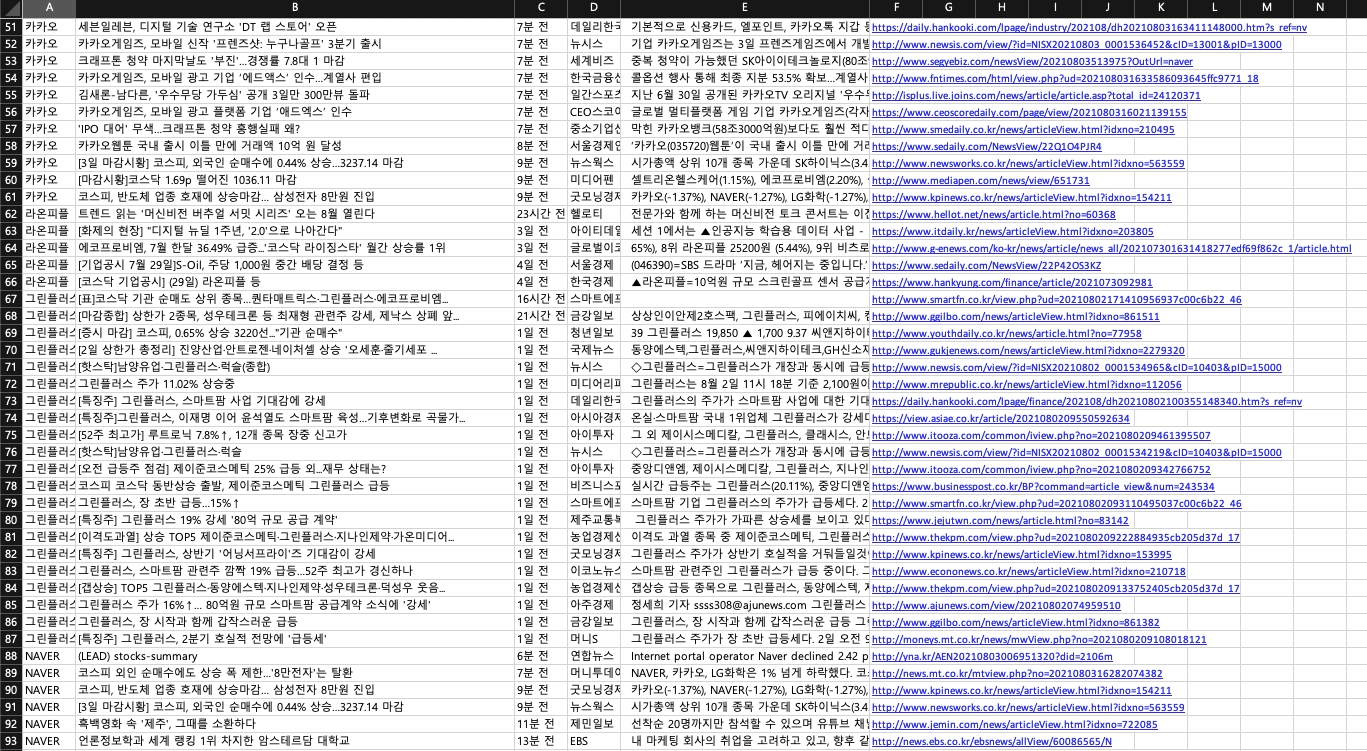 A B C D E F G H I J K L M N
51 카카오 세븐일레븐, 디지털 기술 연구소 'DT 랩 스토어' 오픈 7분 전 데일리한국 기본적으로 신용카드, 엘포인트, 카카오톡 지갑 등 https://daily.hankooki.com/lpage/industry/202108/dh20210803163411148000.htm?s_ref=nv
52 카카오 카카오게임즈, 모바일 신작 '프렌즈샷: 누구나골프' 3분기 출시 7분 전 뉴시스 기업 카카오게임즈는 3일 프렌즈게임에서 개발 http://www.newsis.com/view/?id=NISX20210803_0001536452&cID=13001&pID=13000
53 카카오 크래프톤 청약 마지막날도 '부진'...경쟁률 7.8대 1 마감 7분 전 세계비즈 중복 청약이 가능했던 SK아이이테크놀로지(80조 http://www.segyebiz.com/newsView/20210803513975?OutUrl=naver
54 카카오 카카오게임즈, 모바일 광고 기업 '에드엑스' 인수...계열사 편입 7분 전 한국금융신 콜옵션 행사 통해 최종 지분 53.5% 확보...계열사 http://www.fntimes.com/html/view.php?ud=202108031633586093645ffc9771_18
55 카카오 김새론-남다른, '우수무당 가두심' 공개 3일만 300만뷰 돌파 7분 전 일간스포츠 지난 6월 30일 공개된 카카오TV 오리지널 '우수무 http://isplus.live.joins.com/news/article/article.asp?total_id=24120371
56 카카오 카카오게임즈, 모바일 광고 플랫폼 기업 '애드엑스' 인수 7분 전 CEO스코어 글로벌 멀티플랫폼 게임 기업 카카오게임즈(각자 http://www.ceoscoredaily.com/page/view/2021080316021139155
57 카카오 'IPO 대어' 무색...크래프톤 청약 흥행실패 왜? 7분 전 중소기업신 막힌 카카오뱅크(58조3000억원)보다도 훨씬 적다 http://www.smedaily.co.kr/news/articleView.html?idxno=210495
58 카카오 카카오웹툰 국내 출시 이틀 만에 거래액 10억 원 달성 8분 전 서울경제언 '카카오(035720)웹툰'이 국내 출시 이틀 만에 거래 http://www.sedaily.com/NewsView/22Q1O4PJR4
59 카카오 [3일 마감시황] 코스피, 외국인 순매수에 0.44% 상승...3237.14 마감 9분 전 뉴스웍스 시가총액 상위 10개 종목 가운데 SK하이닉스(3.4 http://www.newsworks.co.kr/news/articleView.html?idxno=563559
60 카카오 [마감시황]코스닥 1.69p 떨어진 1036.11 마감 9분 전 미디어펜 셀트리온헬스케어(1.15%), 에코프로비엠(2.20%), http://www.mediapen.com/news/view/651731
61 카카오 코스피, 반도체 업종 호재에 상승마감... 삼성전자 8만원 진입 9분 전 굿모닝경제 카카오(-1.37%), NAVER(-1.27%), LG화학(-1.17%), http://www.kpinews.co.kr/news/articleView.html?idxno=154211
62 라온피플 트렌드 읽는 '머신비전 버추얼 서밋 시리즈' 오는 8월 열린다 23시간 전 헬로티 전문가와 함께 하는 머신비전 토크 콘서트는 이전 http://www.hellot.net/news/article.html?no=60368
63 라온피플 [화제의 현장] "디지털 뉴딜 1주년, '2.0'으로 나아간다" 3일 전 아이티데일 세션 1에서는 ▲인공지능 학습용 데이터 사업 - http://www.itdaily.kr/news/articleView.html?idxno=203805
64 라온피플 에코프로비엠, 7월 한달 36.49% 급증...'코스닥 라이징스타' 월간 상승률 1위 3일 전 글로벌이코 65%), 8위 라온피플 25200원 (5.44%), 9위 비츠로 http://www.g-enews.com/ko-kr/news/article/news_all/202107301631418277edf69f862c_1/article.html
65 라온피플 [기업공시 7월 29일]S-Oil, 주당 1,000원 중간 배당 결정 등 4일 전 서울경제 (046390)=SBS 드라마 '지금, 헤어지는 중입니다.' http://www.sedaily.com/NewsView/22P42OS3KZ
66 라온피플 [코스닥 기업공시] (29일) 라온피플 등 4일 전 한국경제 ▲라온피플=10억원 규모 스크린골프 센서 공급계 http://www.hankyung.com/finance/article/2021073092981
67 그린플러스 [표]코스닥 기관 순매도 상위 종목...퀀타매트릭스·그린플러스·에코프로비엠... 16시간 전 스마트에프 http://www.smartfn.co.kr/view.php?ud=20210802171410956937c00c6b22_46
68 그린플러스 [마감종합] 상한가 2종목, 성우테크론 등 최재형 관련주 강세, 제낙스 상폐 앞... 21시간 전 금강일보 상상인이안제2호스팩, 그린플러스, 피에이치씨, http://www.ggilbo.com/news/articleView.html?idxno=861511
69 그린플러스 [증시 마감] 코스피, 0.65% 상승 3220선..."기관 순매수" 1일 전 청년일보 39 그린플러스 19,850 ▲ 1,700 9.37 씨앤지하이테 http://www.youthdaily.co.kr/news/article.html?no=77958
70 그린플러스 [2일 상한가 총정리] 진양산업·안트로젠·네이처셀 상승 '오세훈·줄기세포 ... 1일 전 국제뉴스 동양에스텍,그린플러스,씨앤지하이테크,GH신소재 http://www.gukjenews.com/news/articleView.html?idxno=2279320
71 그린플러스 [핫스탁]남양유업·그린플러스·럭슬(종합) 1일 전 뉴시스 ◇그린플러스=그린플러스가 개장과 동시에 급등 http://www.newsis.com/view/?id=NISX20210802_0001534965&cID=10403&pID=15000
72 그린플러스 그린플러스 주가 11.02% 상승중 1일 전 미디어리퍼 그린플러스는 8월 2일 11시 18분 기준 2,100원이 http://www.mrepublic.co.kr/news/articleView.html?idxno=112056
73 그린플러스 [특징주] 그린플러스, 스마트팜 사업 기대감에 강세 1일 전 데일리한국 그린플러스가 스마트팜 사업에 대한 기대 https://daily.hankooki.com/lpage/finance/202108/dh20210802100355148340.htm?s_ref=nv
74 그린플러스 [특징주]그린플러스, 이재명 이어 윤석열도 스마트팜 육성...기후변화로 곡물가... 1일 전 아시아경제 온실·스마트팜 국내 1위업체 그린플러스가 강세다 https://view.asiae.co.kr/article/2021080209550592634
75 그린플러스 [52주 최고가] 루트로닉 7.8%↑, 12개 종목 장중 신고가 1일 전 아이투자 그 외 제이시스메디칼, 그린플러스, 클래시스, 안 http://www.itooza.com/common/iview.php?no=2021080209461395507
76 그린플러스 [핫스탁]남양유업·그린플러스·럭슬 1일 전 뉴시스 ◇그린플러스=그린플러스가 개장과 동시에 급등 http://www.newsis.com/view/?id=NISX20210802_0001534219&cID=10403&pID=15000
77 그린플러스 [오전 급등주 점검] 제이준코스메틱 25% 급등 외...재무 상태는? 1일 전 아이투자 중앙디앤엠, 제이시스메디칼, 그린플러스, 지나인 http://www.itooza.com/common/iview.php?no=2021080209342766752
78 그린플러스 코스피 코스닥 동반상승 출발, 제이준코스메틱 그린플러스 급등 1일 전 비즈니스포 실시간 급등주는 그린플러스(20.11%), 중앙디앤엠 http://www.businesspost.co.kr/BP?command=article_view&num=243534
79 그린플러스 그린플러스, 장 초반 급등...15%↑ 1일 전 스마트에프 스마트팜 기업 그린플러스의 주가가 급등세다. 2 http://www.smartfn.co.kr/view.php?ud=20210802093110495037c00c6b22_46
80 그린플러스 [특징주] 그린플러스 19% 강세 '80억 규모 공급 계약' 1일 전 제주교통복 그린플러스 주가가 가파른 상승세를 보이고 있다 http://www.jejutwn.com/news/article.html?no=83142
81 그린플러스 [이격도과열] 상승 TOP5 제이준코스메틱·그린플러스·지나인제약·가온미디어... 1일 전 농업경제신 이격도 과열 종목 중 제이준코스메틱, 그린플러스, http://www.thekpm.com/view.php?ud=202108020922288493​5cb205d37d_17
82 그린플러스 [특징주] 그린플러스, 상반기 '어닝서프라이'즈 기대감이 강세 1일 전 굿모닝경제 그린플러스 주가가 상반기 호실적을 거둬들일것 http://www.kpinews.co.kr/news/articleView.html?idxno=153995
83 그린플러스 그린플러스, 스마트팜 관련주 깜짝 19% 급등...52주 최고가 경신하나 1일 전 이코노뉴스 스마트팜 관련주인 그린플러스가 급등 중이다. 그 http://www.econonews.co.kr/news/articleView.html?idxno=210718
84 그린플러스 [갭상승] TOP5 그린플러스·동양에스텍·지나인제약·성우테크론·덕성우 웃음... 1일 전 농업경제신 갭상승 급등 종목으로 그린플러스, 동양에스텍, 지 http://www.thekpm.com/view.php?ud=20210802091337524​05cb205d37d_17
85 그린플러스 그린플러스 주가 16%↑... 80억원 규모 스마트팜 공급계약 소식에 '강세' 1일 전 아주경제 정세희 기자 ssss308@ajunews.com 그린플러스 http://www.ajunews.com/view/20210802074959510
86 그린플러스 그린플러스, 장 시작과 함께 급등 1일 전 금강일보 그린플러스, 장 시작과 함께 급등 그린플러스가 http://www.ggilbo.com/news/articleView.html?idxno=861382
87 그린플러스 [특징주] 그린플러스, 2분기 호실적 전망에 '급등세' 1일 전 머니S 그린플러스 주가가 장 초반 급등세다. 2일 오전 9 http://moneys.mt.co.kr/news/mwView.php?no=2021080209108018121
88 NAVER (LEAD) stocks-summary 6분 전 연합뉴스 Internet portal operator Naver declined 2.42 p http://yna.kr/AEN20210803006951320?did=2106m
89 NAVER 코스피 외인 순매수에도 상승 폭 제한...'8만전자'는 탈환 7분 전 머니투데이 NAVER, 카카오, LG화학은 1% 넘게 하락했다. 코 http://news.mt.co.kr/mtview.php?no=2021080316282074382
90 NAVER 코스피, 반도체 업종 호재에 상승마감... 삼성전자 8만원 진입 9분 전 굿모닝경제 카카오(-1.37%), NAVER(-1.27%), LG화학(-1.17%), http://www.kpinews.co.kr/news/articleView.html?idxno=154211
91 NAVER [3일 마감시황] 코스피, 외국인 순매수에 0.44% 상승...3237.14 마감 9분 전 뉴스웍스 시가총액 상위 10개 종목 가운데 SK하이닉스(3.4 http://www.newsworks.co.kr/news/articleView.html?idxno=563559
92 NAVER 흑백영화 속 '제주', 그때를 소환하다 11분 전 제민일보 선착순 20명까지만 참석할 수 있으며 유튜브 채널 http://www.jemin.com/news/articleView.html?idxno=722085
93 NAVER 언론정보학과 세계 랭킹 1위 차지한 암스테르담 대학교 13분 전 EBS 내 마케팅 회사의 취업을 고려하고 있고, 향후 같 http://news.ebs.co.kr/ebsnews/allView/60086565/N